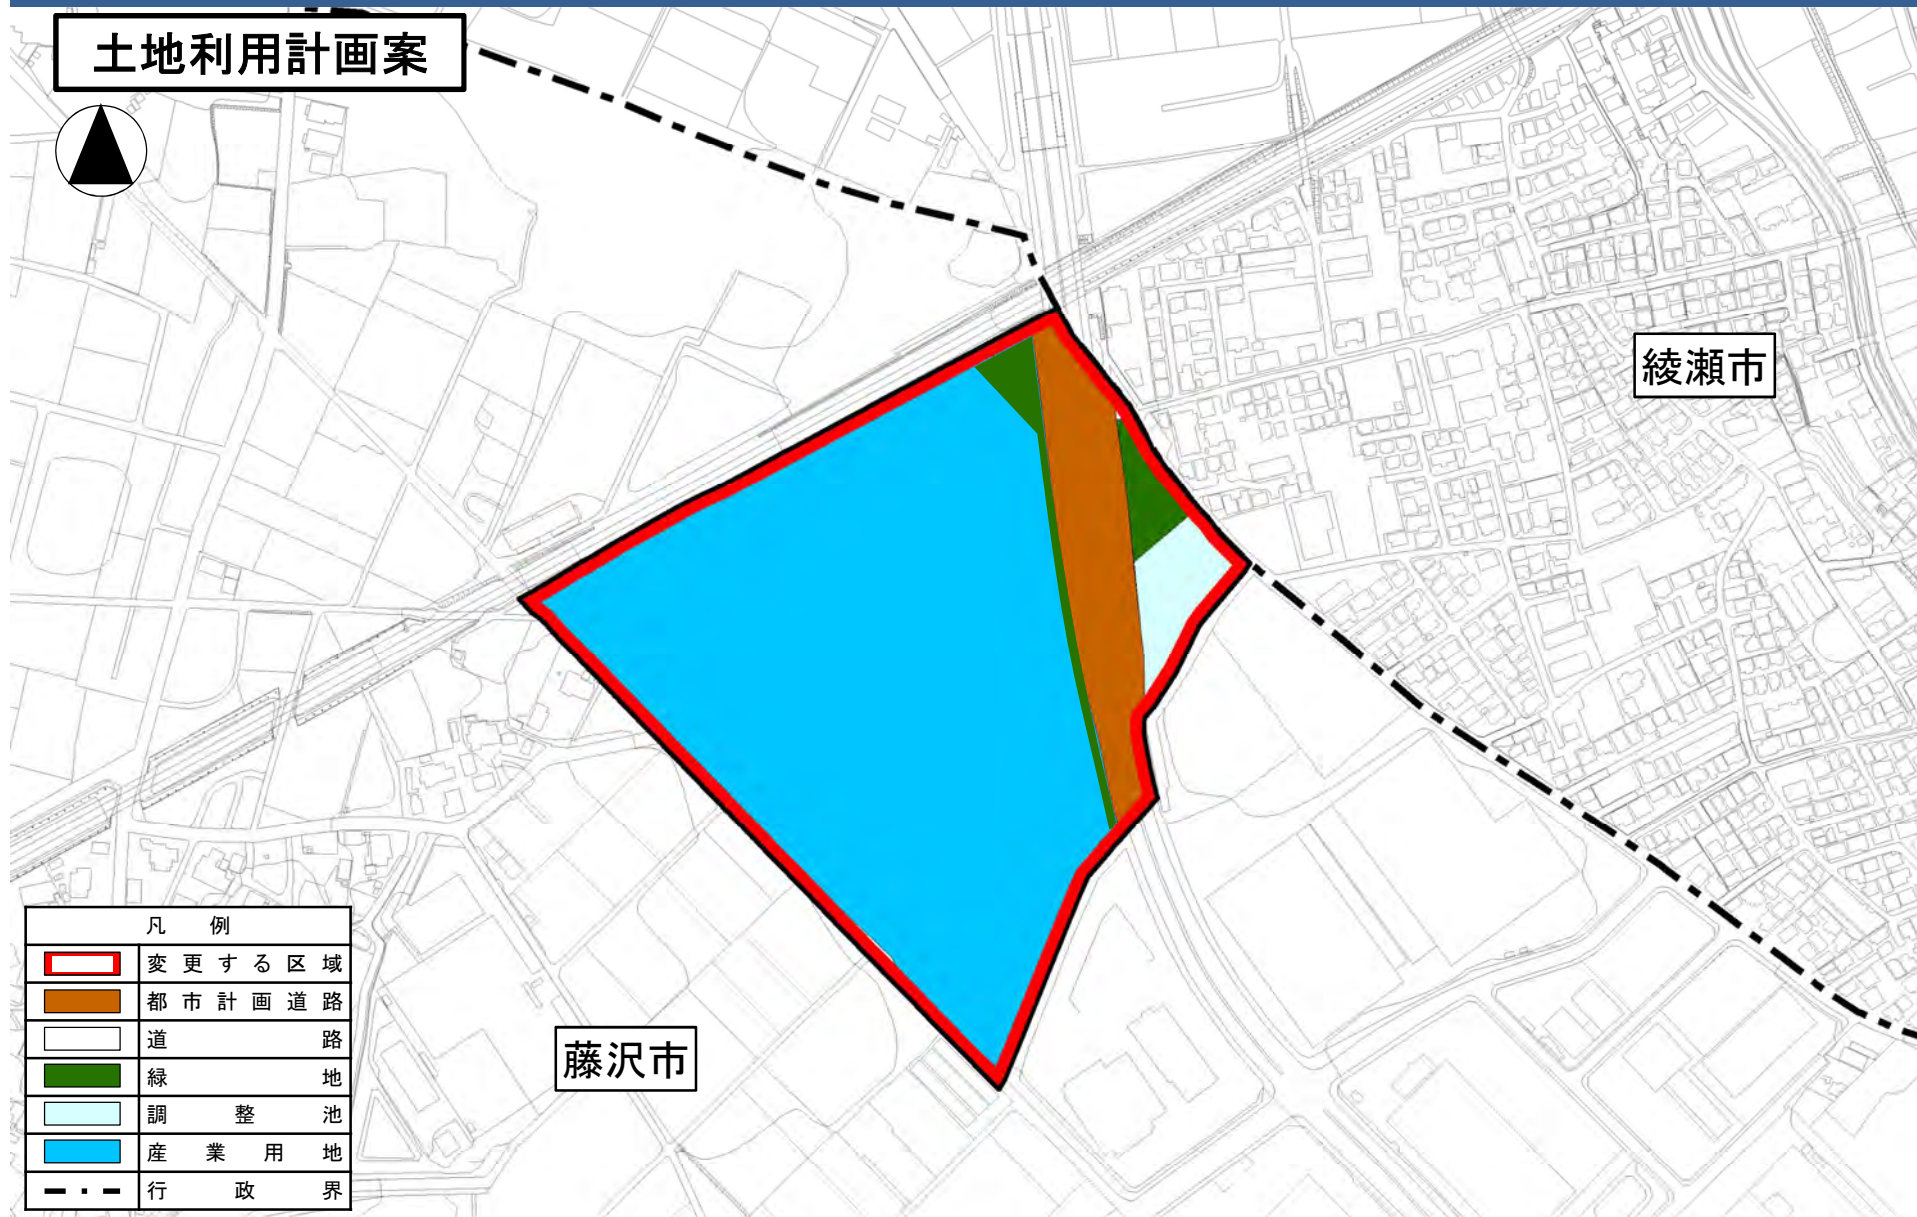 土地利用計画案
綾瀬市
藤沢市
凡例
変更する区域
都市計画道路
道路
緑地
調整池
産業用地
行政界